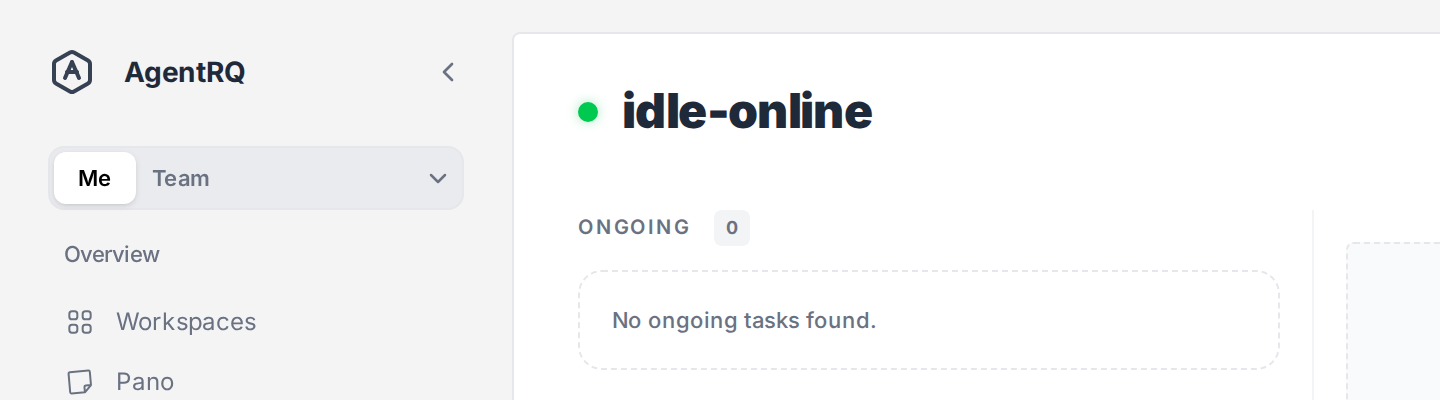 AgentRQ
Me Team
Overview
Workspaces
Pano
idle-online
ONGOING 0
No ongoing tasks found.